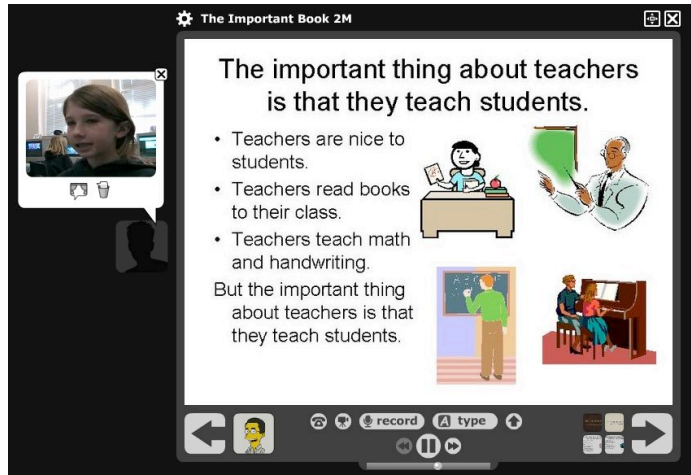 The Important Book 2M
The important thing about teachers
is that they teach students.
• Teachers are nice to
students.
• Teachers read books
to their class.
• Teachers teach math
and handwriting.
But the important thing
about teachers is that
they teach students.
record
A type